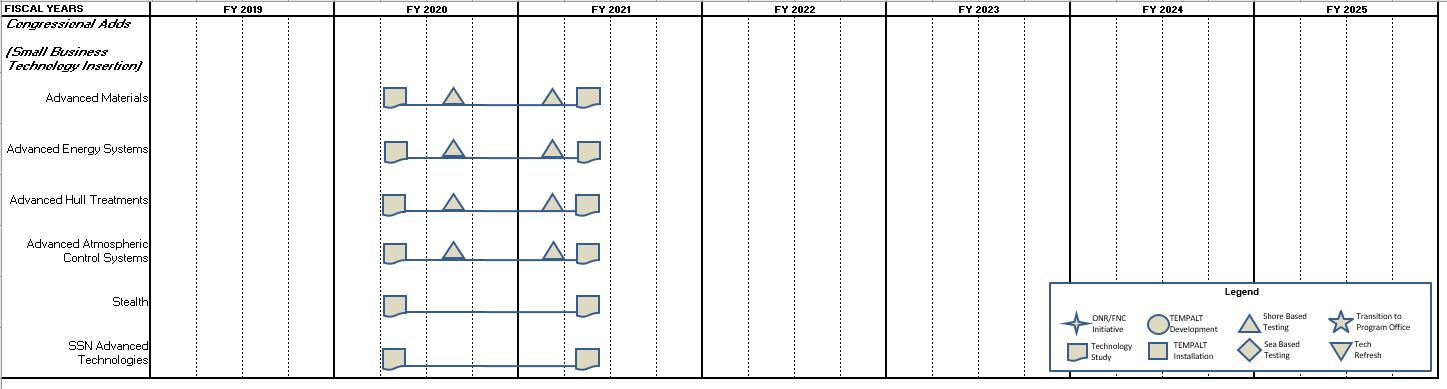 FISCAL YEARS FY 2019 FY 2020 FY 2021 FY 2022 FY 2023 FY 2024 FY 2025
Congressional Adds
(Small Business
Technology Insertion)
Advanced Materials
Advanced Energy Systems
Advanced Hull Treatments
Advanced Atmospheric
Control Systems
Stealth
SSN Advanced
Technologies
Legend
ONR/FNC
Initiative
TEMPALT
Development
Shore Based
Testing
Transition to
Program Office
Technology
Study
TEMPALT
Installation
Sea Based
Testing
Tech
Refresh